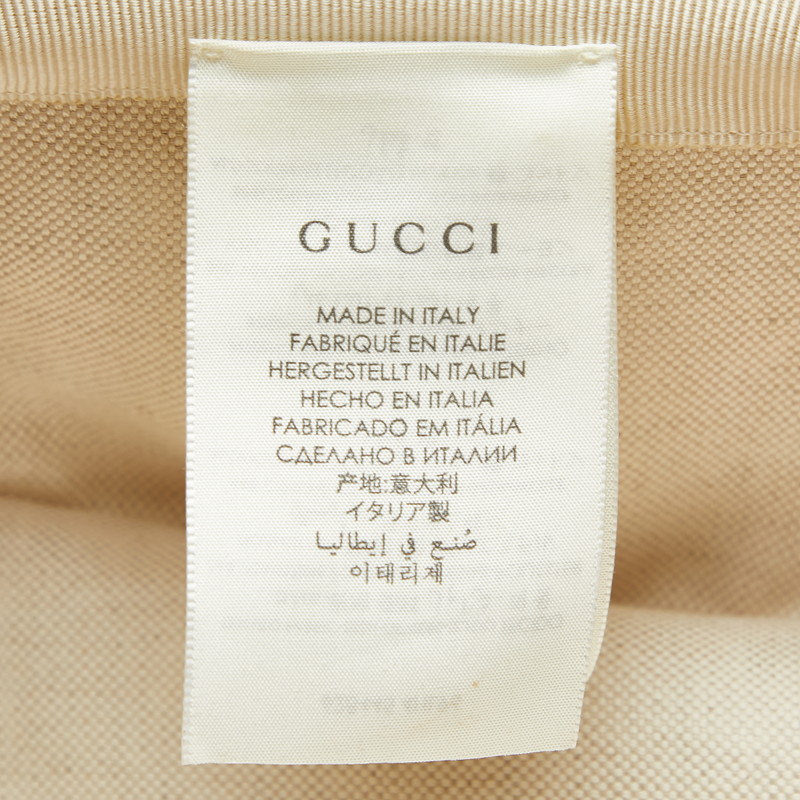 GUCCI
MADE IN ITALY
FABRIQUÉ EN ITALIE
HERGESTELLT IN ITALIEN
HECHO EN ITALIA
FABRICADO EM ITÁLIA
СДЕЛАНО В ИТАЛИИ
产地:意大利
イタリア製
صُنع في إيطاليا
이태리제